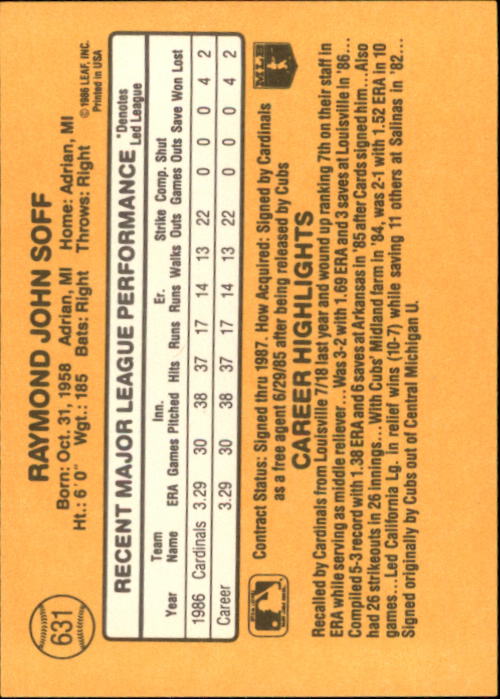 631
RAYMOND JOHN SOFF
Born: Oct. 31, 1958 Adrian, MI Home: Adrian, MI
Ht.: 6' 0" Wgt.: 185 Bats: Right Throws: Right
© 1986 LEAF, INC.
Printed in USA
RECENT MAJOR LEAGUE PERFORMANCE *Denotes Led League
Year Team Name ERA Games Inn. Pitched Hits Runs Er. Runs Walks Strike Outs Comp. Games Shut Outs Save Won Lost
1986 Cardinals 3.29 30 38 37 17 14 13 22 0 0 0 4 2
Career 3.29 30 38 37 17 14 13 22 0 0 0 4 2
Contract Status: Signed thru 1987. How Acquired: Signed by Cardinals
as a free agent 6/29/85 after being released by Cubs
MLB
CAREER HIGHLIGHTS
Recalled by Cardinals from Louisville 7/18 last year and wound up ranking 7th on their staff in
ERA while serving as middle reliever... Was 3-2 with 1.69 ERA and 3 saves at Louisville in '86...
Compiled 5-3 record with 1.38 ERA and 6 saves at Arkansas in '85 after Cards signed him....Also
had 26 strikeouts in 26 innings...With Cubs' Midland farm in '84, was 2-1 with 1.52 ERA in 10
games...Led California Lg. in relief wins (10-7) while saving 11 others at Salinas in '82...
Signed originally by Cubs out of Central Michigan U.